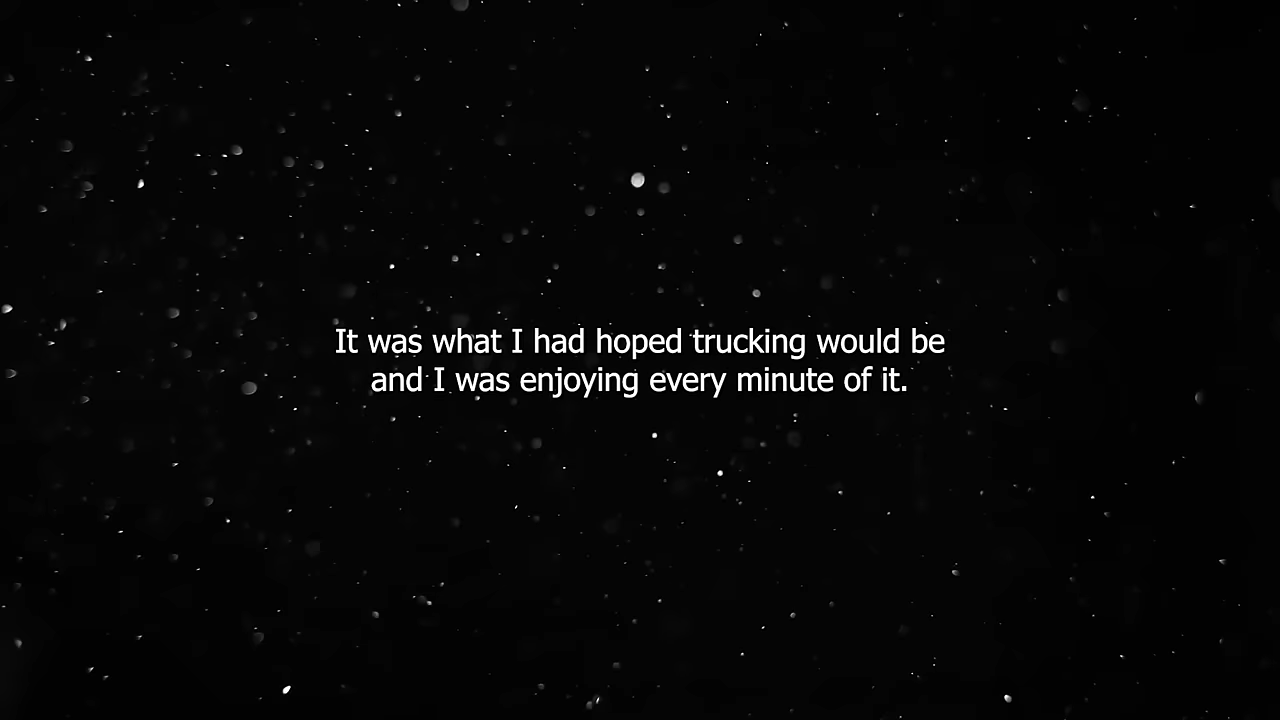 It was what I had hoped trucking would be
and I was enjoying every minute of it.